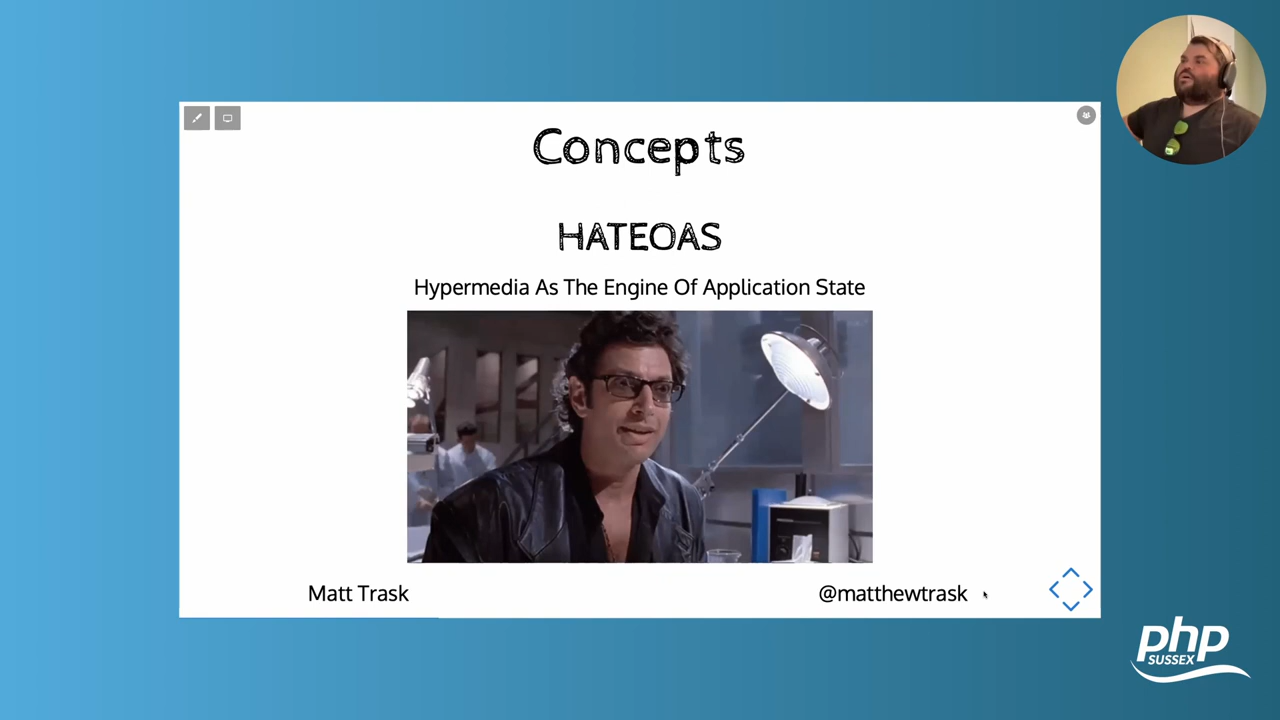 Concepts
HATEOAS
Hypermedia As The Engine Of Application State
Matt Trask
@matthewtrask
php
SUSSEX